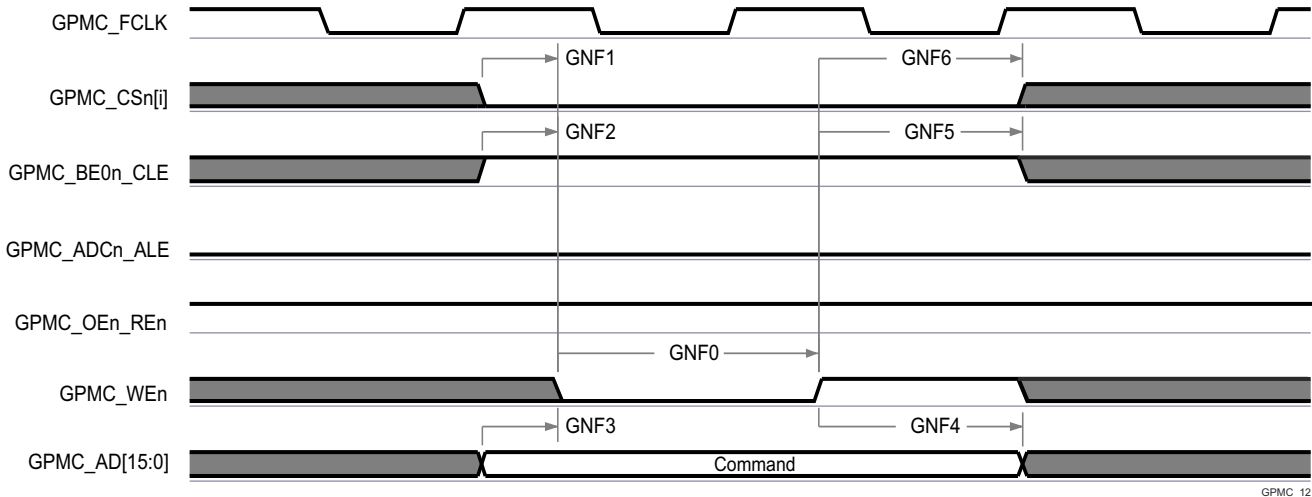 GPMC_FCLK
GNF1
GNF6
GPMC_CSn[i]
GNF2
GNF5
GPMC_BE0n_CLE
GPMC_ADCn_ALE
GPMC_OEn_REn
GNF0
GPMC_WEn
GNF3
GNF4
GPMC_AD[15:0]
Command
GPMC_12